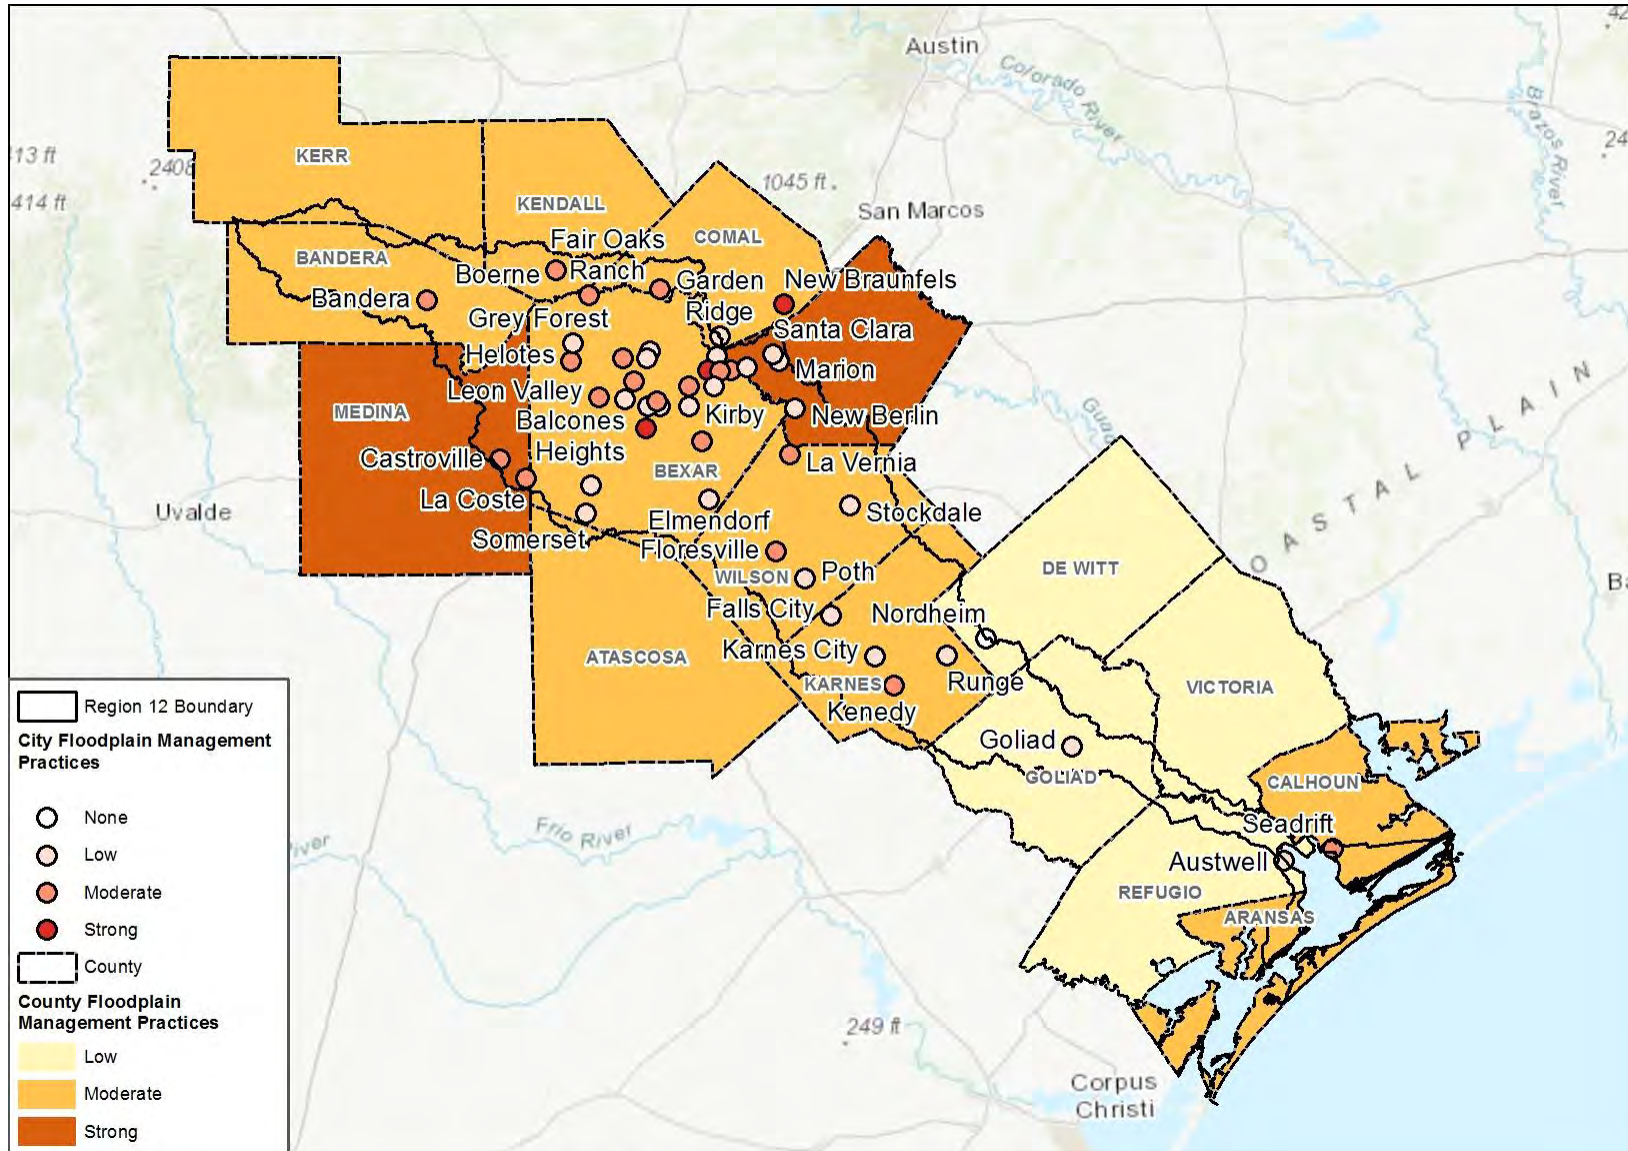 Austin
Colorado River
Brazos River
42
24
13 ft
2408
414 ft
KERR
1045 ft.
San Marcos
KENDALL
COMAL
Fair Oaks
Ranch
BANDERA
Boerne
Bandera
Garden
Ridge
New Braunfels
Grey Forest
Santa Clara
Helotes
Marion
Leon Valley
MEDINA
Balcones
Heights
Kirby
New Berlin
Guad
COASTAL PLAIN
Castroville
BEXAR
La Vernia
La Coste
Uvalde
Elmendorf
Stockdale
Somerset
Floresville
WILSON
Poth
DE WITT
Ba
Falls City
Nordheim
ATASCOSA
Karnes City
KARNES
Runge
VICTORIA
Kenedy
Goliad
GOLIAD
CALHOUN
Seadrift
Austwell
REFUGIO
ARANSAS
River
Frio River
249 ft
Corpus
Christi
Region 12 Boundary
City Floodplain Management
Practices
None
Low
Moderate
Strong
County
County Floodplain
Management Practices
Low
Moderate
Strong